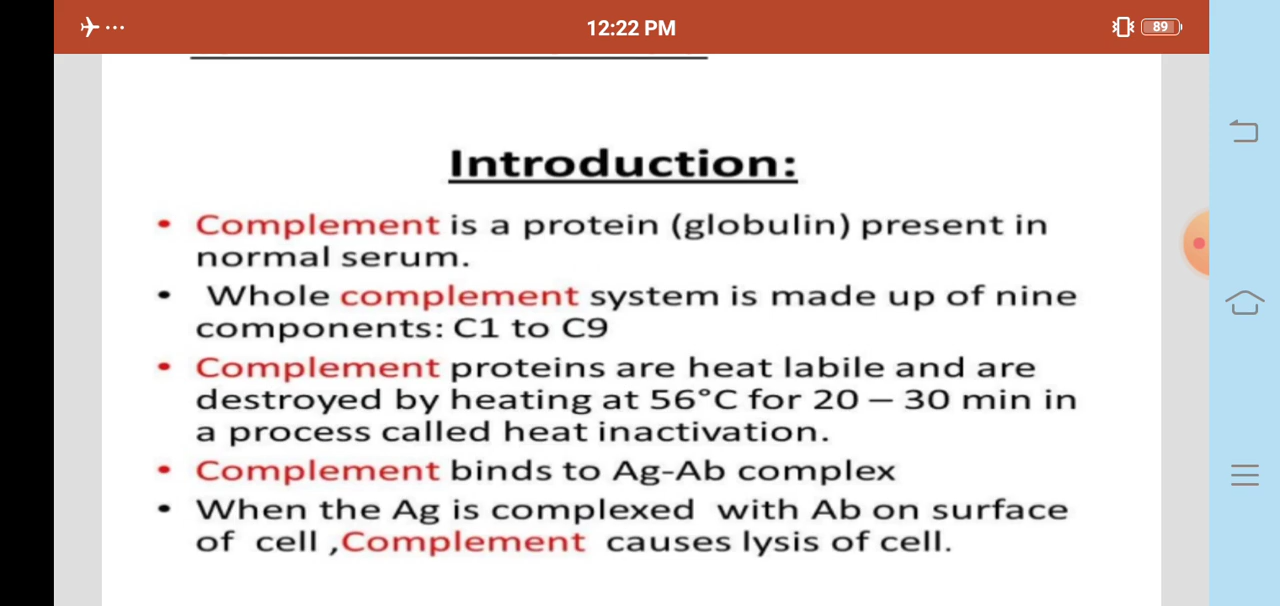 12:22 PM
89
Introduction:
• Complement is a protein (globulin) present in
normal serum.
• Whole complement system is made up of nine
components: C1 to C9
• Complement proteins are heat labile and are
destroyed by heating at 56°C for 20 – 30 min in
a process called heat inactivation.
• Complement binds to Ag-Ab complex
• When the Ag is complexed with Ab on surface
of cell ,Complement causes lysis of cell.